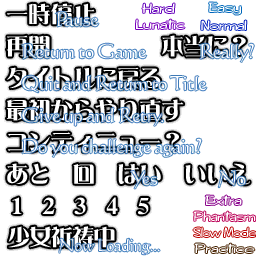 一時停止
Pause
Hard
Easy
Lunatic
Normal
再開
Return to Game
本当に？
Really?
タイトルに戻る
Quit and Return to Title
最初からやり直す
Give up and Retry
コンティニュー？
Do you challenge again?
あと 回 はい いいえ
Yes No
1 2 3 4 5
Extra
Phantasm
Slow Mode
Practice
少女祈祷中
Now Loading...